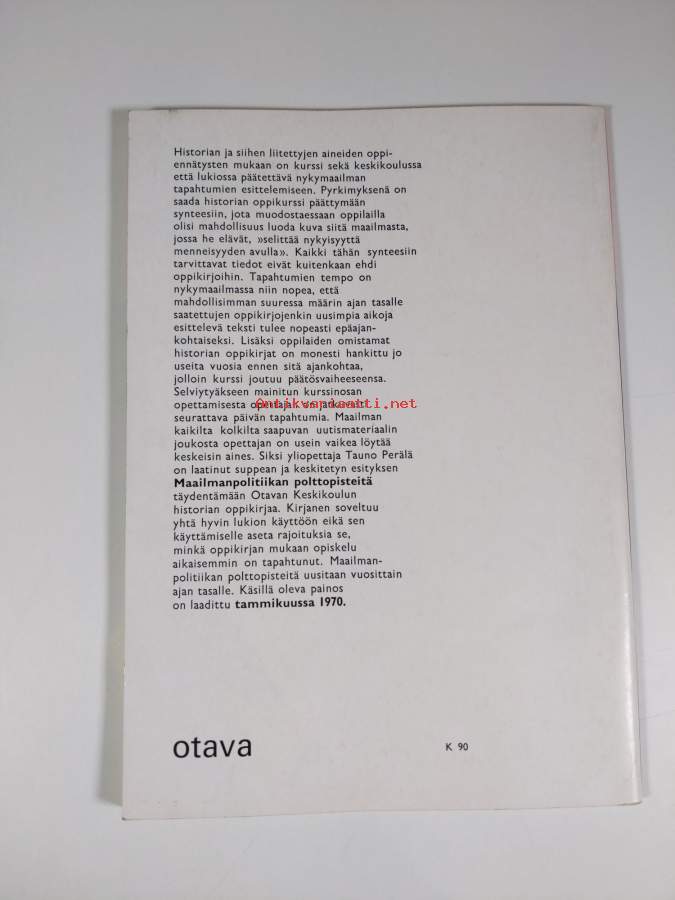 Historian ja siihen liitettyjen aineiden oppi-
ennätysten mukaan on kurssi sekä keskikoulussa
että lukiossa päätettävä nykymaailman
tapahtumien esittelemiseen. Pyrkimyksenä on
saada historian oppikurssi päättymään
synteesiin, jota muodostaessaan oppilailla
olisi mahdollisuus luoda kuva siitä maailmasta,
jossa he elävät, »selittää nykyisyyttä
menneisyyden avulla». Kaikki tähän synteesiin
tarvittavat tiedot eivät kuitenkaan ehdi
oppikirjoihin. Tapahtumien tempo on
nykymaailmassa niin nopea, että
mahdollisimman suuressa määrin ajan tasalle
saatettujen oppikirjojenkin uusimpia aikoja
esittelevä teksti tulee nopeasti epäajan-
kohtaiseksi. Lisäksi oppilaiden omistamat
historian oppikirjat on monesti hankittu jo
useita vuosia ennen sitä ajankohtaa,
jolloin kurssi joutuu päätösvaiheeseensa.
Selviytyäkseen mainitun kurssinosan
opettamisesta opettajan on jatkuvasti
Antikvariaatti.net
seurattava päivän tapahtumia. Maailman
kaikilta kolkilta saapuvan uutismateriaalin
joukosta opettajan on usein vaikea löytää
keskeisin aines. Siksi yliopettaja Tauno Perälä
on laatinut suppean ja keskitetyn esityksen
Maailmanpolitiikan polttopisteitä
täydentämään Otavan Keskikoulun
historian oppikirjaa. Kirjanen soveltuu
yhtä hyvin lukion käyttöön eikä sen
käyttämiselle aseta rajoituksia se,
minkä oppikirjan mukaan opiskelu
aikaisemmin on tapahtunut. Maailman-
politiikan polttopisteitä uusitaan vuosittain
ajan tasalle. Käsillä oleva painos
on laadittu tammikuussa 1970.
otava
K 90